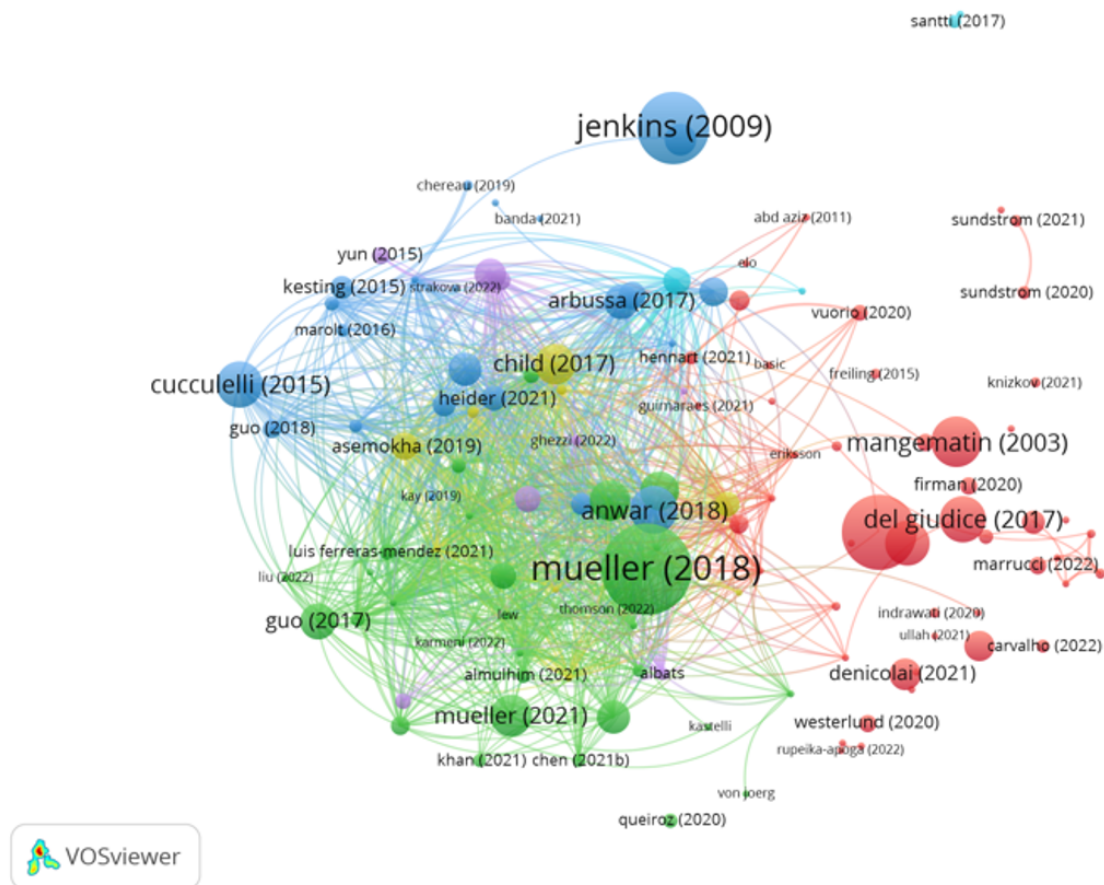 santti (2017)
jenkins (2009)
chereau (2019)
banda (2021)
abd aziz (2011)
sundstrom (2021)
yun (2015)
elo
kesting (2015)
strakova (2022)
arbussa (2017)
sundstrom (2020)
vuorio (2020)
marolt (2016)
hennart (2021)
basic
child (2017)
freiling (2015)
knizkov (2021)
cucculelli (2015)
heider (2021)
guimaraes (2021)
guo (2018)
asemokha (2019)
ghezzi (2022)
mangematin (2003)
eriksson
firman (2020)
kay (2019)
anwar (2018)
del giudice (2017)
luis ferreras-mendez (2021)
mueller (2018)
marrucci (2022)
liu (2022)
thomson (2022)
indrawati (2020)
lew
guo (2017)
ullah (2021)
karmeni (2022)
carvalho (2022)
almulhim (2021)
albats
denicolai (2021)
mueller (2021)
kastelli
westerlund (2020)
rupeika-apoga (2022)
khan (2021)
chen (2021b)
von joerg
queiroz (2020)
VOSviewer